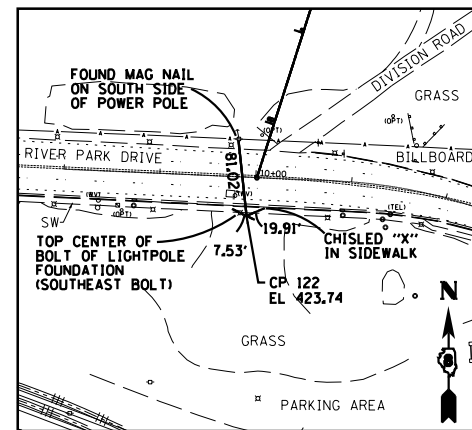 FOUND MAG NAIL
ON SOUTH SIDE
OF POWER POLE
DIVISION ROAD
GRASS
RIVER PARK DRIVE
BILLBOARD
81.02'
10+00
SW
(TEL)
TOP CENTER OF
BOLT OF LIGHTPOLE
FOUNDATION
(SOUTHEAST BOLT)
7.53'
19.91'
CHISLED "X"
IN SIDEWALK
CP 122
EL 423.74
N
GRASS
PARKING AREA